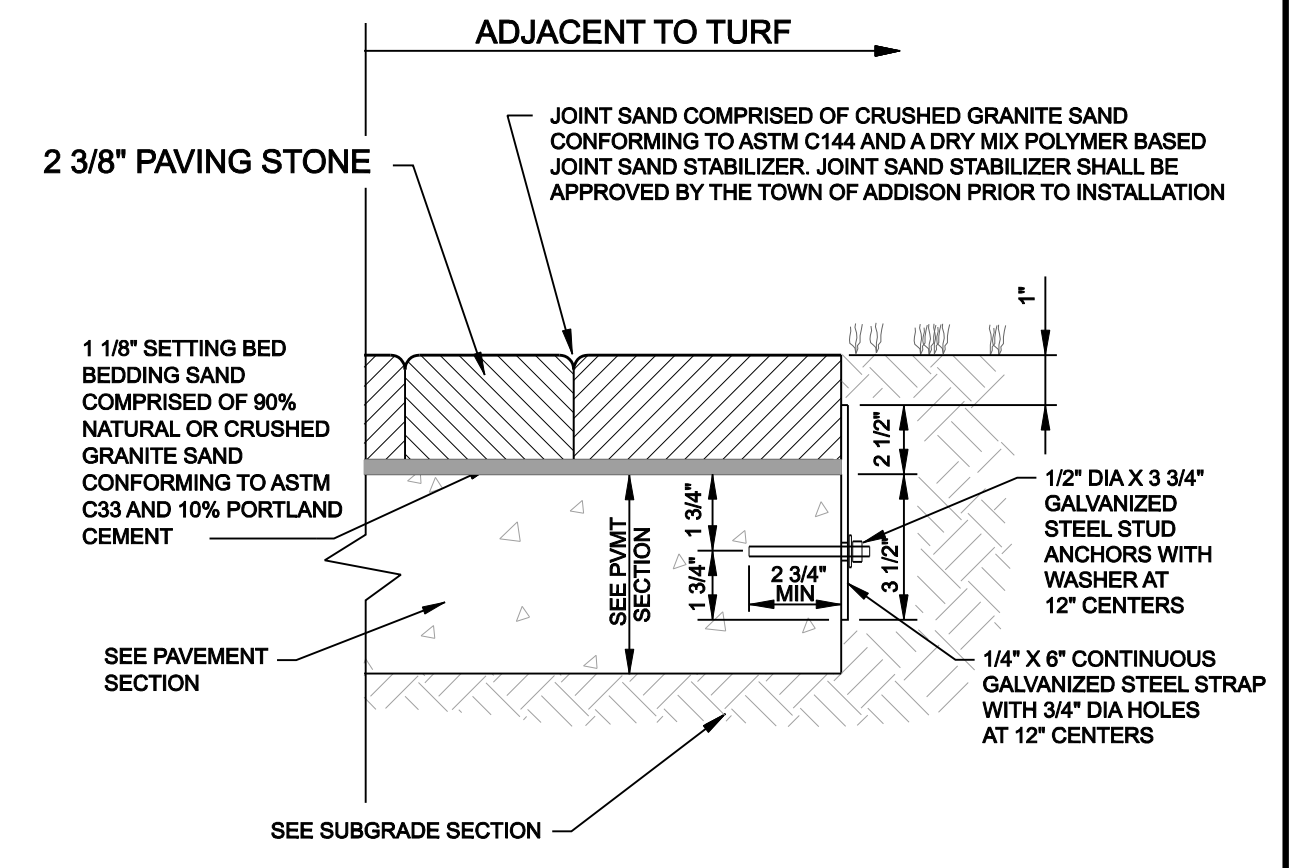 ADJACENT TO TURF
JOINT SAND COMPRISED OF CRUSHED GRANITE SAND
CONFORMING TO ASTM C144 AND A DRY MIX POLYMER BASED
JOINT SAND STABILIZER. JOINT SAND STABILIZER SHALL BE
APPROVED BY THE TOWN OF ADDISON PRIOR TO INSTALLATION
2 3/8" PAVING STONE
1 1/8" SETTING BED
BEDDING SAND
COMPRISED OF 90%
NATURAL OR CRUSHED
GRANITE SAND
CONFORMING TO ASTM
C33 AND 10% PORTLAND
CEMENT
1"
2 1/2"
3 1/2"
1 3/4"
1 3/4"
2 3/4"
MIN
SEE PVMT
SECTION
1/2" DIA X 3 3/4"
GALVANIZED
STEEL STUD
ANCHORS WITH
WASHER AT
12" CENTERS
1/4" X 6" CONTINUOUS
GALVANIZED STEEL STRAP
WITH 3/4" DIA HOLES
AT 12" CENTERS
SEE PAVEMENT
SECTION
SEE SUBGRADE SECTION